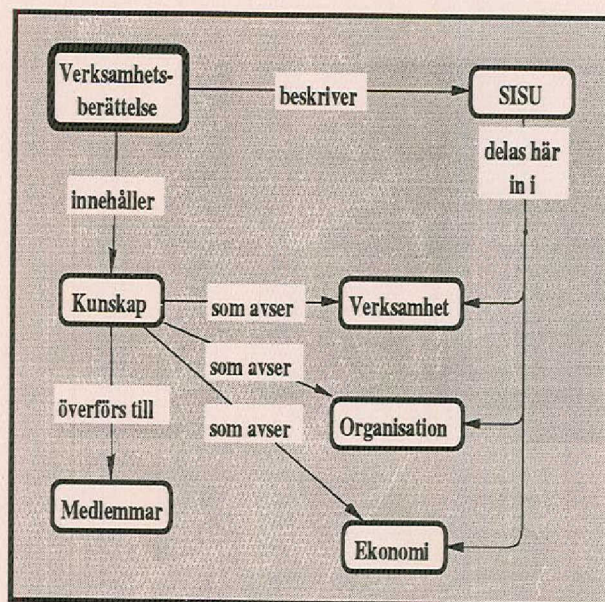 Verksamhets-
berättelse
beskriver
SISU
delas här
in i
innehåller
Kunskap
som avser
Verksamhet
som avser
överförs till
som avser
Organisation
Medlemmar
Ekonomi